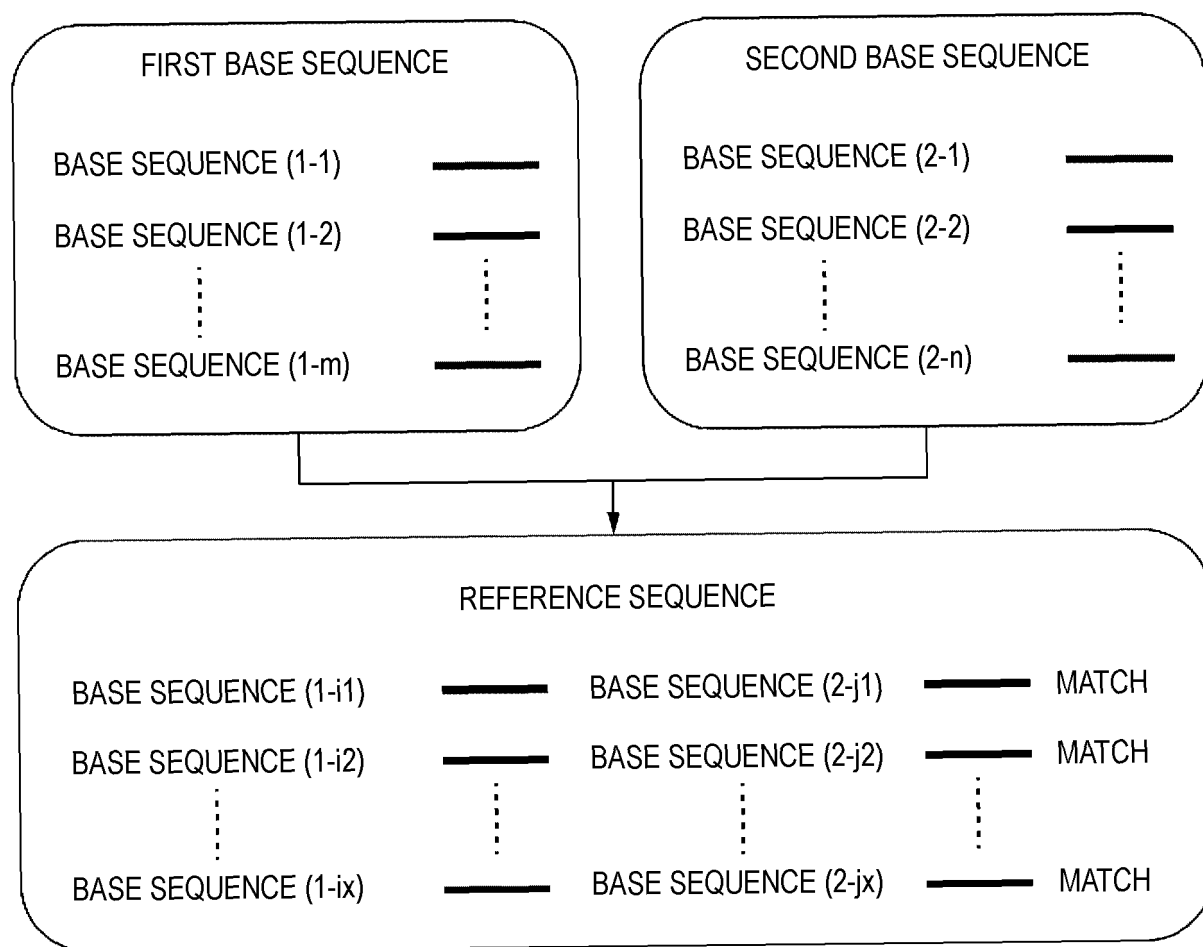 FIRST BASE SEQUENCE
BASE SEQUENCE (1-1)
BASE SEQUENCE (1-2)
BASE SEQUENCE (1-m)
SECOND BASE SEQUENCE
BASE SEQUENCE (2-1)
BASE SEQUENCE (2-2)
BASE SEQUENCE (2-n)
REFERENCE SEQUENCE
BASE SEQUENCE (1-i1) BASE SEQUENCE (2-j1) MATCH
BASE SEQUENCE (1-i2) BASE SEQUENCE (2-j2) MATCH
BASE SEQUENCE (1-ix) BASE SEQUENCE (2-jx) MATCH